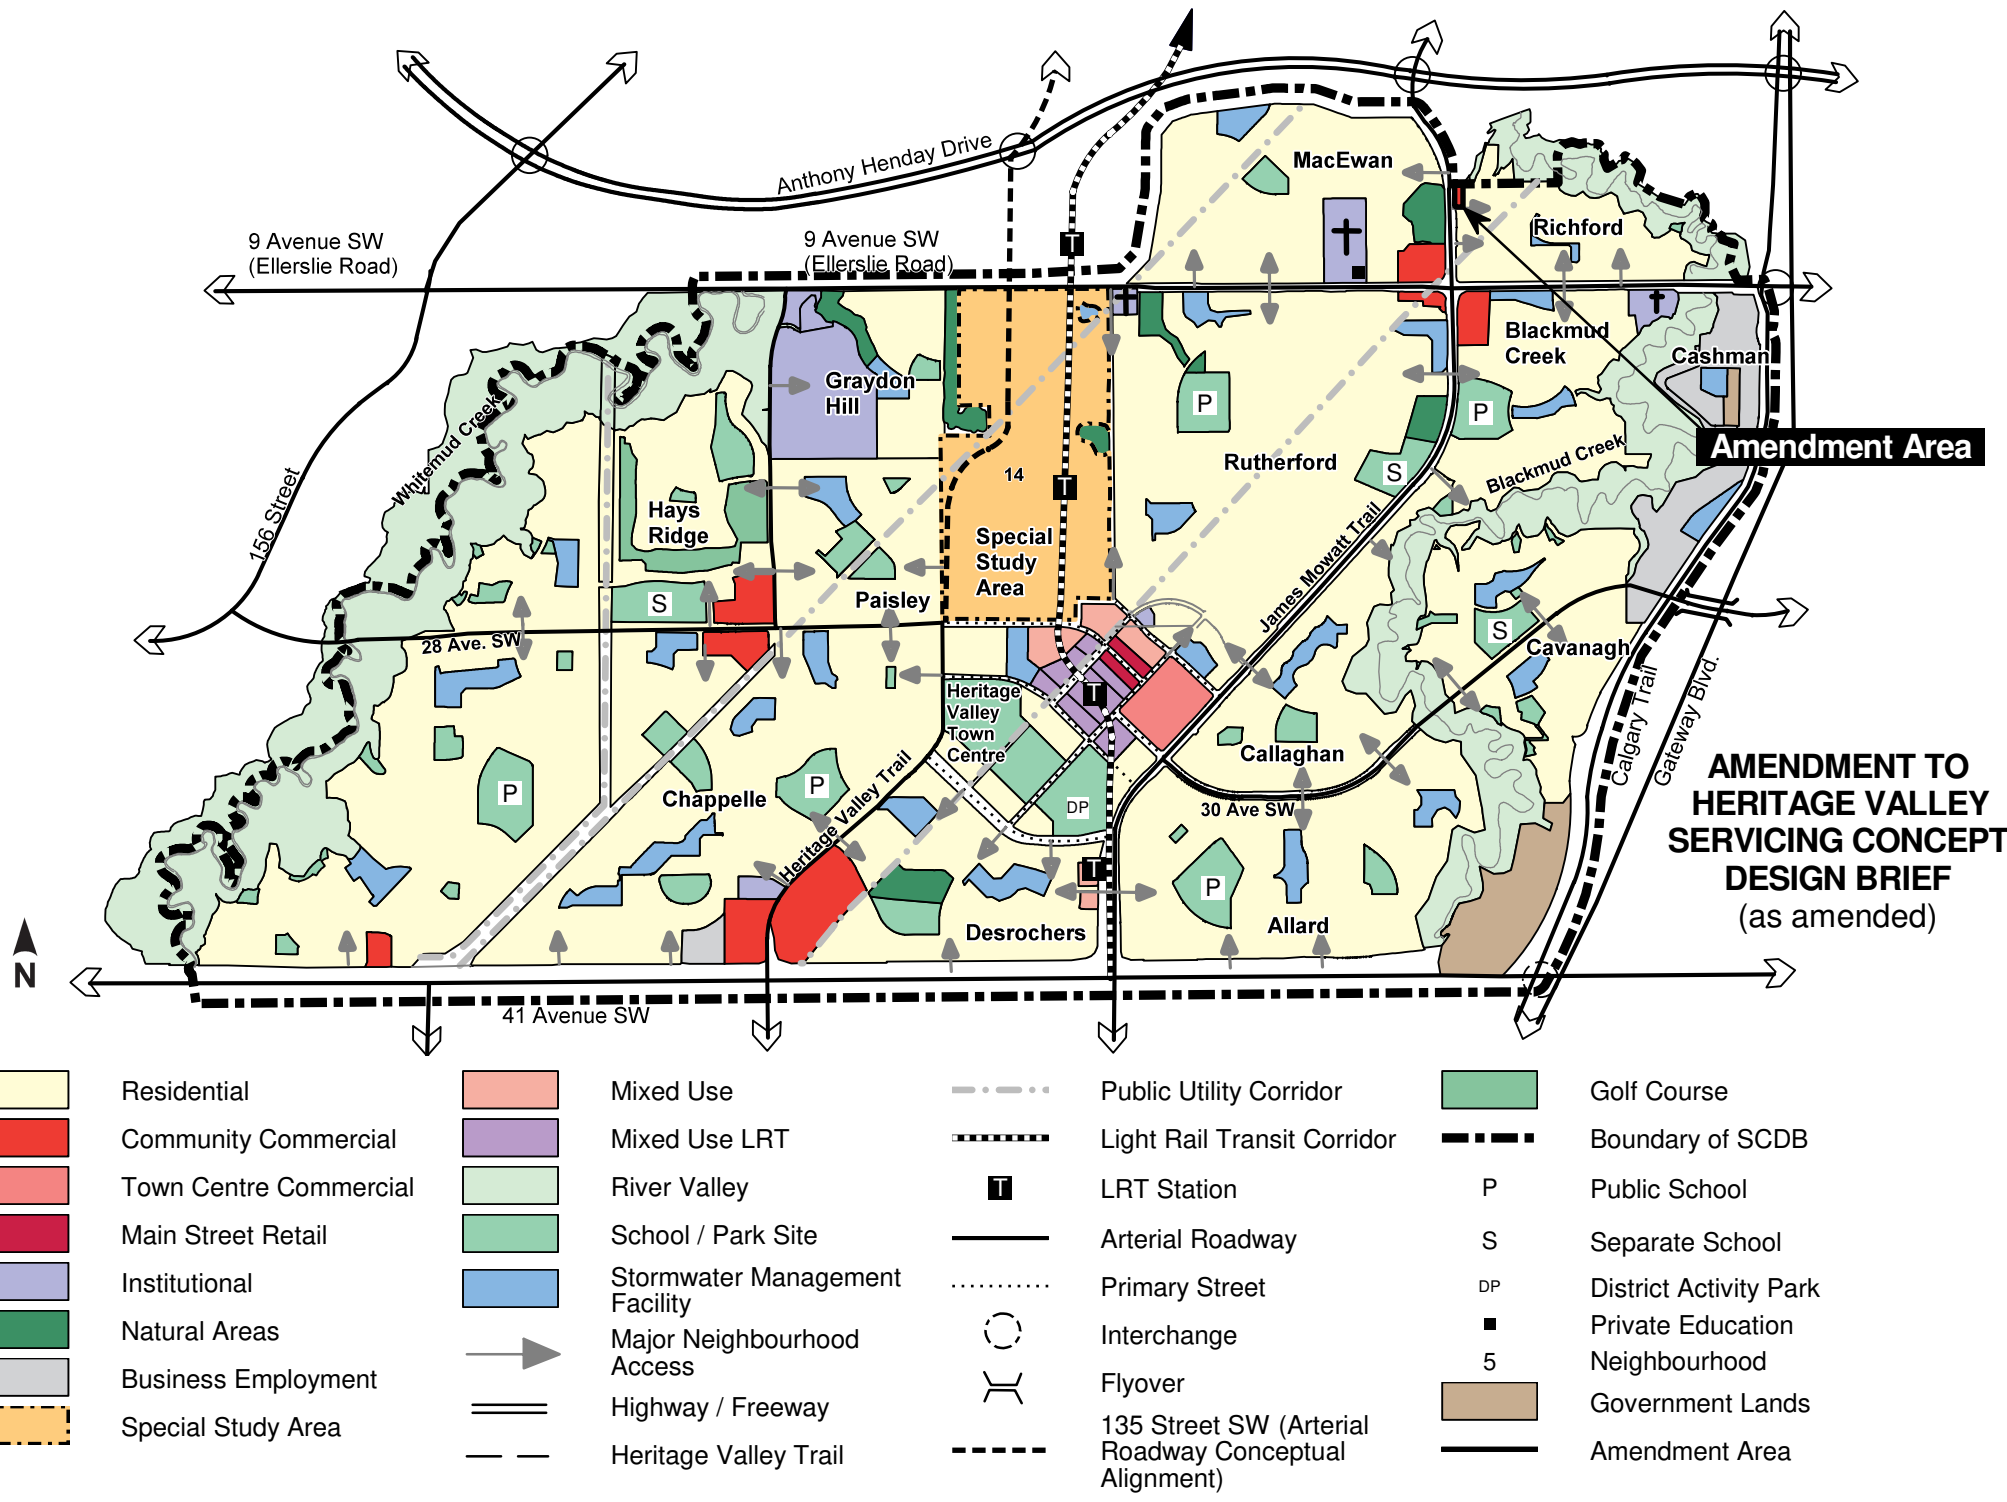 Anthony Henday Drive
MacEwan
Richford
9 Avenue SW
(Ellerslie Road)
9 Avenue SW
(Ellerslie Road)
T
Blackmud
Creek
Cashman
Graydon
Hill
Whitemud Creek
P
P
Amendment Area
Rutherford
S
Blackmud Creek
14
T
156 Street
Hays
Ridge
Special
Study
Area
James Mowatt Trail
S
Paisley
S
Cavanagh
28 Ave. SW
Heritage
Valley
Town
Centre
T
Callaghan
Calgary Trail
Gateway Blvd.
P
P
Chappelle
Heritage Valley Trail
DP
30 Ave SW
T
P
Allard
Desrochers
AMENDMENT TO
HERITAGE VALLEY
SERVICING CONCEPT
DESIGN BRIEF
(as amended)
N
41 Avenue SW
Residential
Community Commercial
Town Centre Commercial
Main Street Retail
Institutional
Natural Areas
Business Employment
Special Study Area
Mixed Use
Mixed Use LRT
River Valley
School / Park Site
Stormwater Management
Facility
Major Neighbourhood
Access
Highway / Freeway
Heritage Valley Trail
Public Utility Corridor
Light Rail Transit Corridor
T
LRT Station
Arterial Roadway
Primary Street
Interchange
Flyover
135 Street SW (Arterial
Roadway Conceptual
Alignment)
Golf Course
Boundary of SCDB
P
Public School
S
Separate School
DP
District Activity Park
Private Education
5
Neighbourhood
Government Lands
Amendment Area